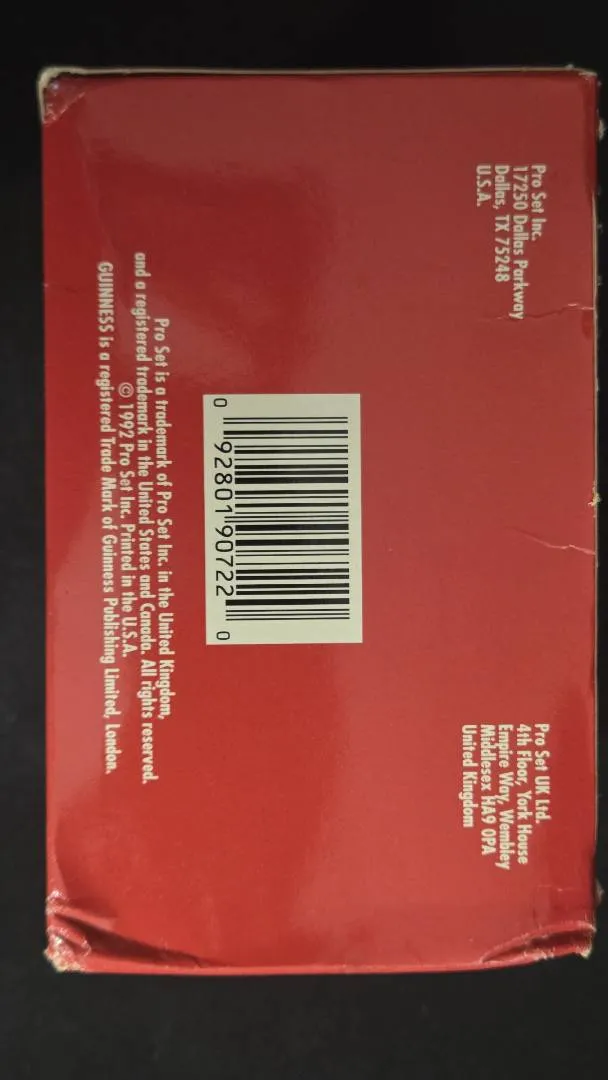 Pro Set Inc.
17250 Dallas Parkway
Dallas, TX 75248
U.S.A.
Pro Set UK Ltd.
4th Floor, York House
Empire Way, Wembley
Middlesex HA9 0PA
United Kingdom
0 92801 90722 0
Pro Set is a trademark of Pro Set Inc. in the United Kingdom,
and a registered trademark in the United States and Canada. All rights reserved.
© 1992 Pro Set Inc. Printed in the U.S.A.
GUINNESS is a registered Trade Mark of Guinness Publishing Limited, London.